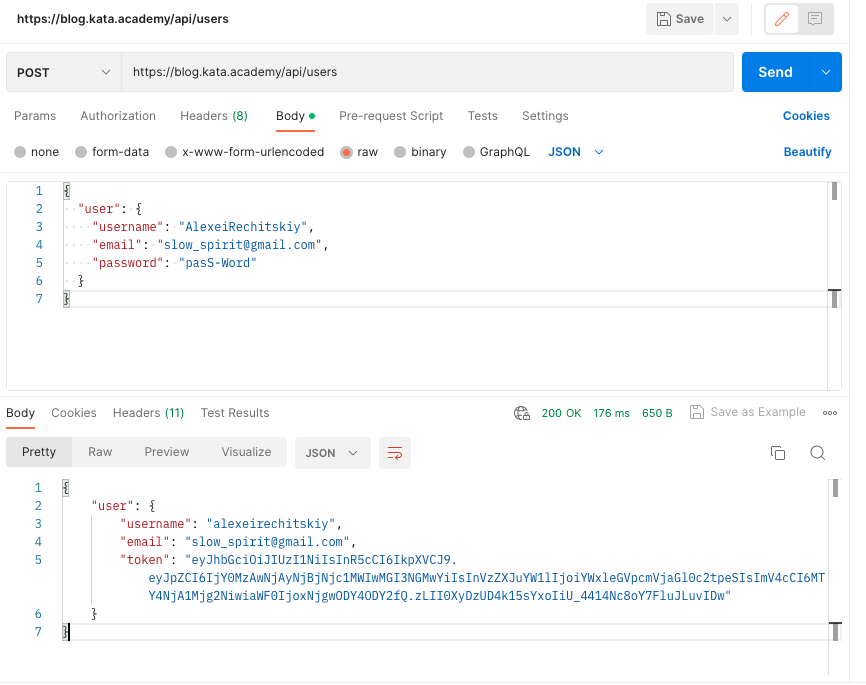 https://blog.kata.academy/api/users
Save
POST
https://blog.kata.academy/api/users
Send
Params Authorization Headers (8) Body Pre-request Script Tests Settings Cookies
none form-data x-www-form-urlencoded raw binary GraphQL JSON Beautify
1 {
2 "user": {
3 "username": "AlexeiRechitskiy",
4 "email": "slow_spirit@gmail.com",
5 "password": "pasS-Word"
6 }
7 }
Body Cookies Headers (11) Test Results 200 OK 176 ms 650 B Save as Example
Pretty Raw Preview Visualize JSON
1 {
2 "user": {
3 "username": "alexeirechitskiy",
4 "email": "slow_spirit@gmail.com",
5 "token": "eyJhbGciOiJIUzI1NiIsInR5cCI6IkpXVCJ9.
eyJpZCI6IjY0MzAwNjAyNjBjNjc1MWIwMGI3NGMwYiIsInVzZXJuYW1lIjoiYWxleGVpcmVjaGl0c2tpeSIsImV4cCI6MT
Y4NjA1Mjg2NiwiaWF0IjoxNjgwODY4ODY2fQ.zLII0XyDzUD4k15sYxoIiU_4414Nc8oY7FluJLuvIDw"
6 }
7 }